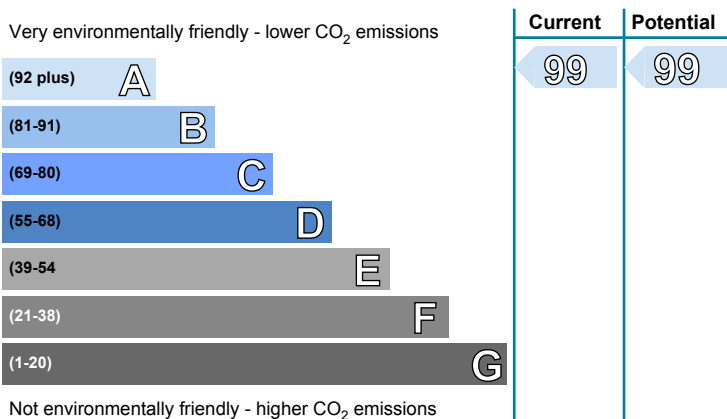 Very environmentally friendly - lower CO2 emissions
Current Potential
(92 plus) A 99 99
(81-91) B
(69-80) C
(55-68) D
(39-54 E
(21-38) F
(1-20) G
Not environmentally friendly - higher CO2 emissions